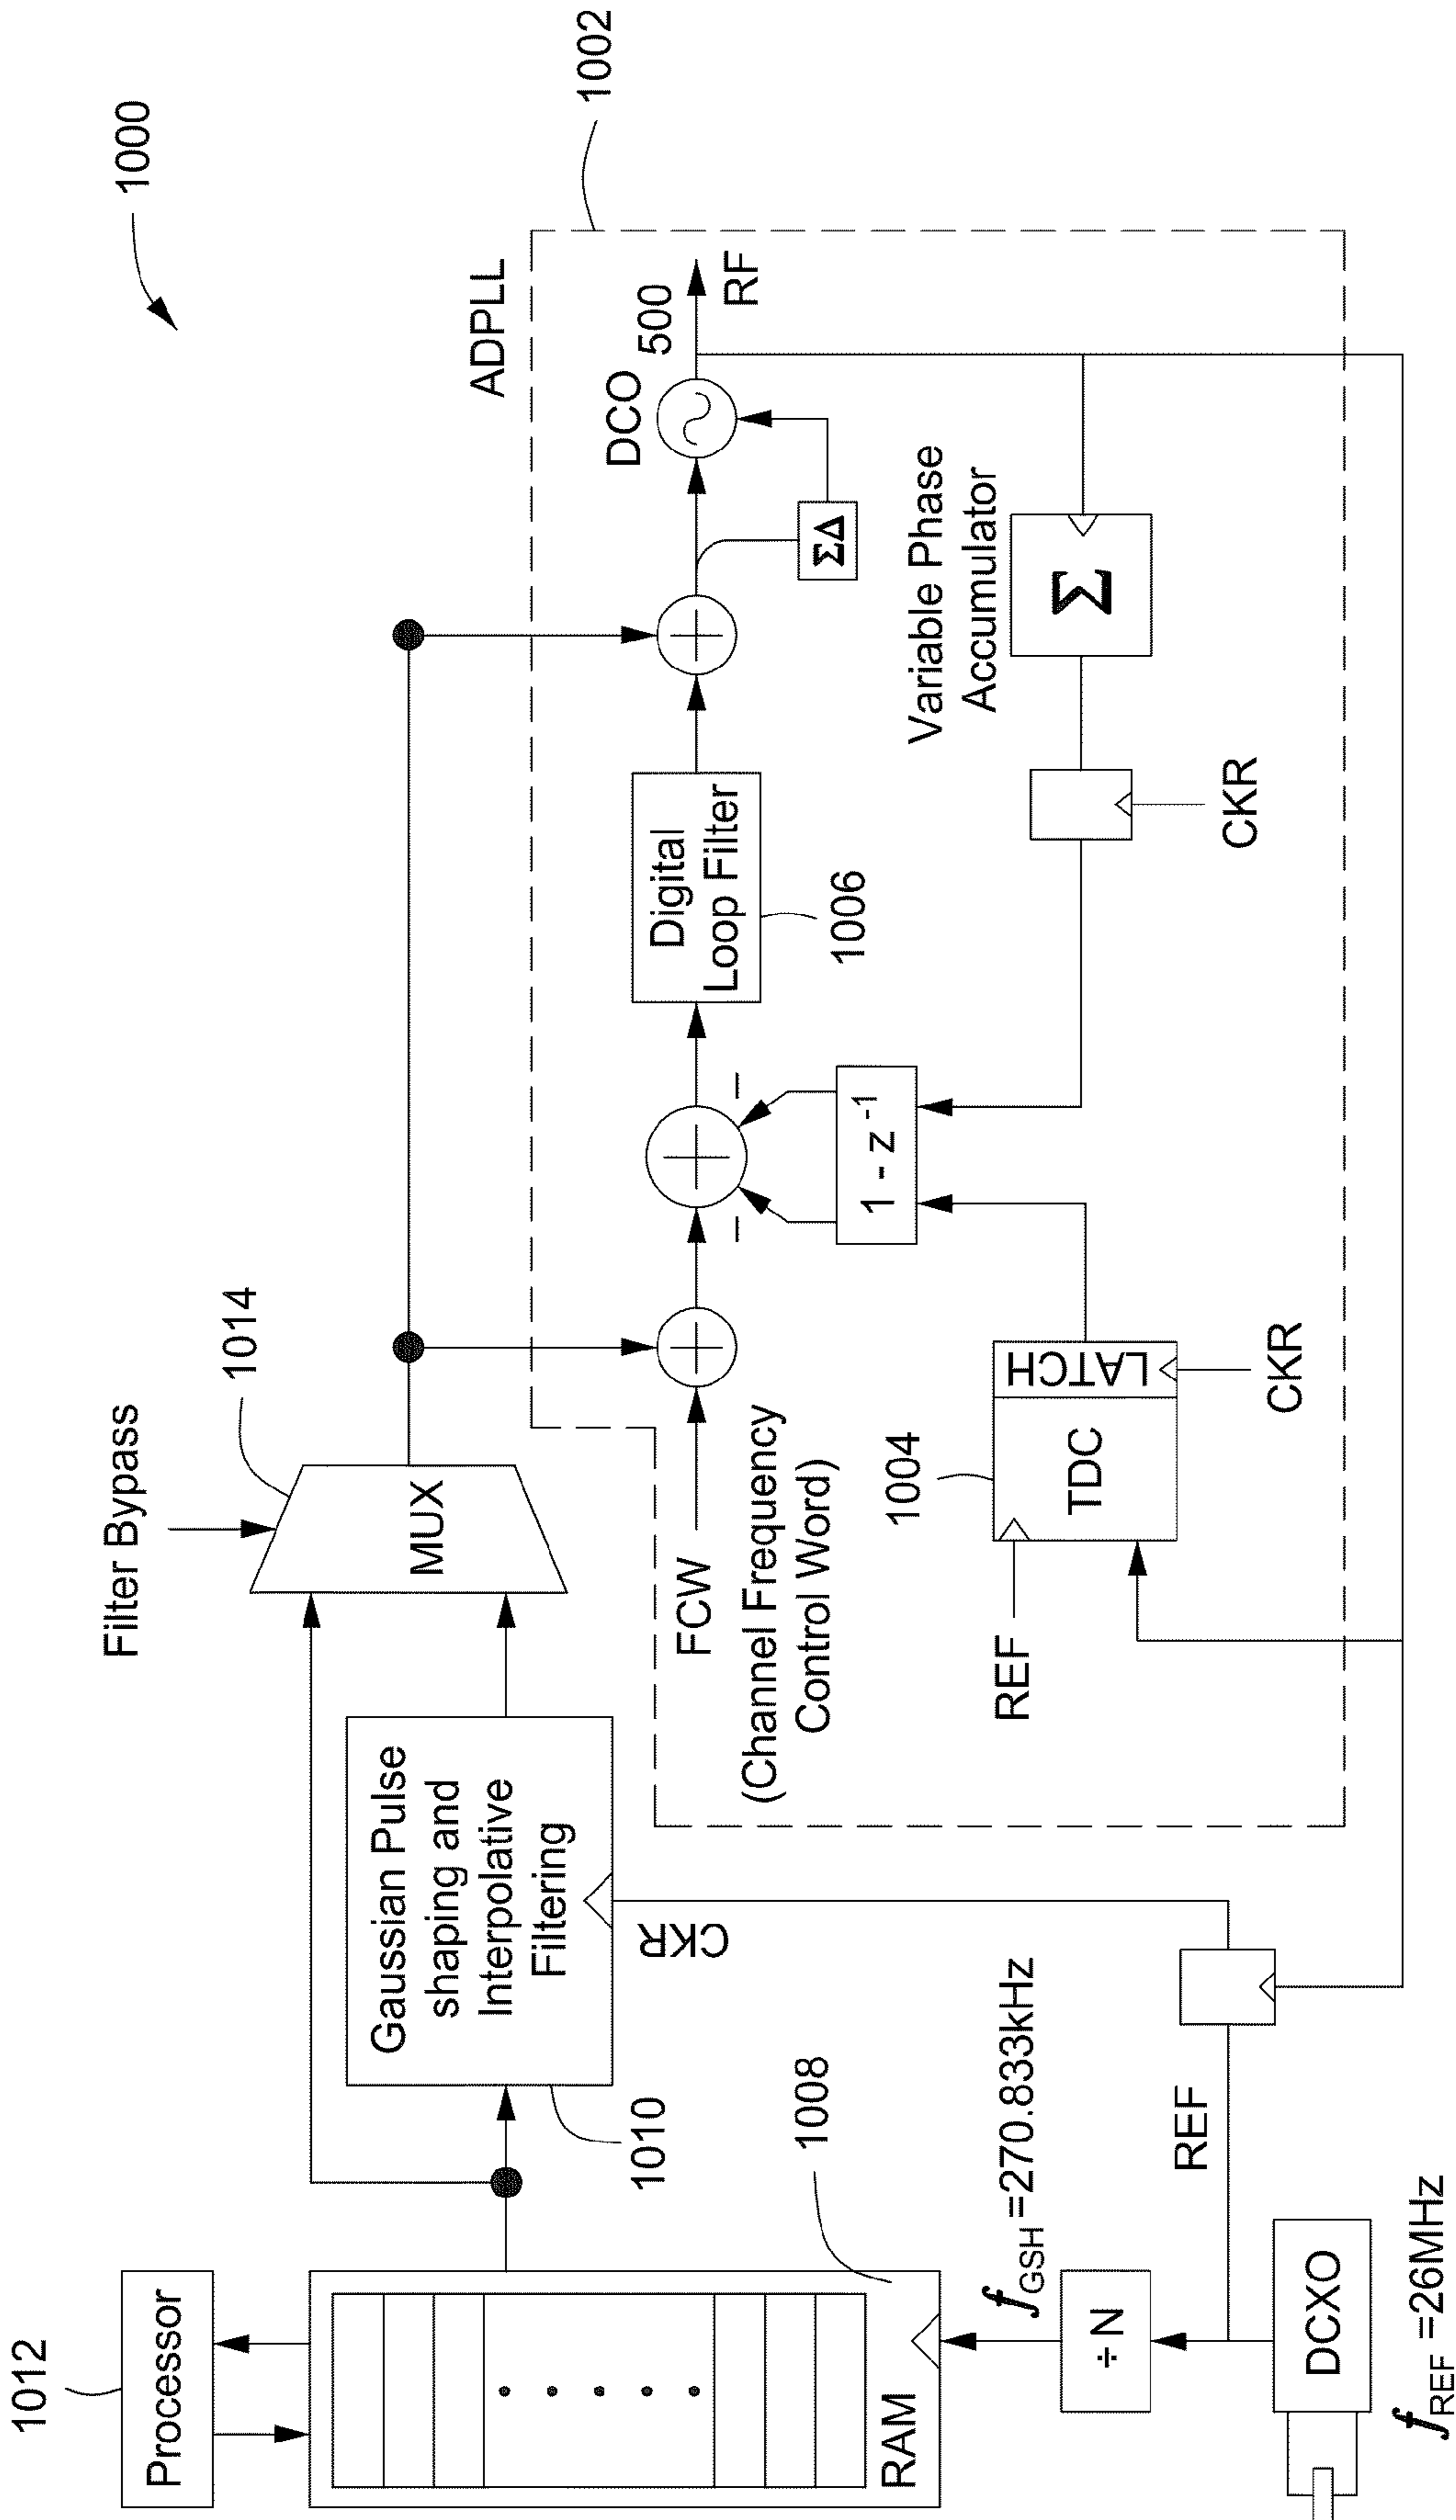 1000
1002
ADPLL
Filter Bypass
1014
MUX
1012
Processor
RAM
1008
Gaussian Pulse
shaping and
Interpolative
Filtering
1010
CKR
FCW
(Channel Frequency
Control Word)
Digital
Loop Filter
1006
DCO
500
RF
ΣΔ
Variable Phase
Accumulator
Σ
CKR
1 - z⁻¹
–
–
1004
TDC
LATCH
REF
CKR
f GSH =270.833kHz
÷N
REF
DCXO
f REF =26MHz